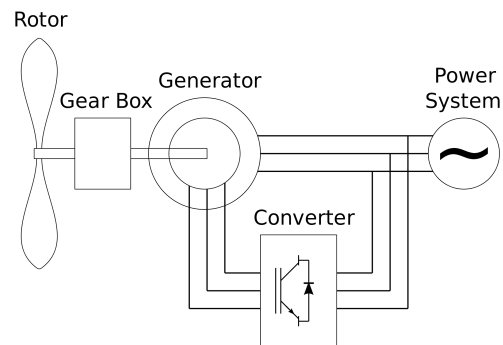 Rotor
Gear Box
Generator
Power
System
Converter